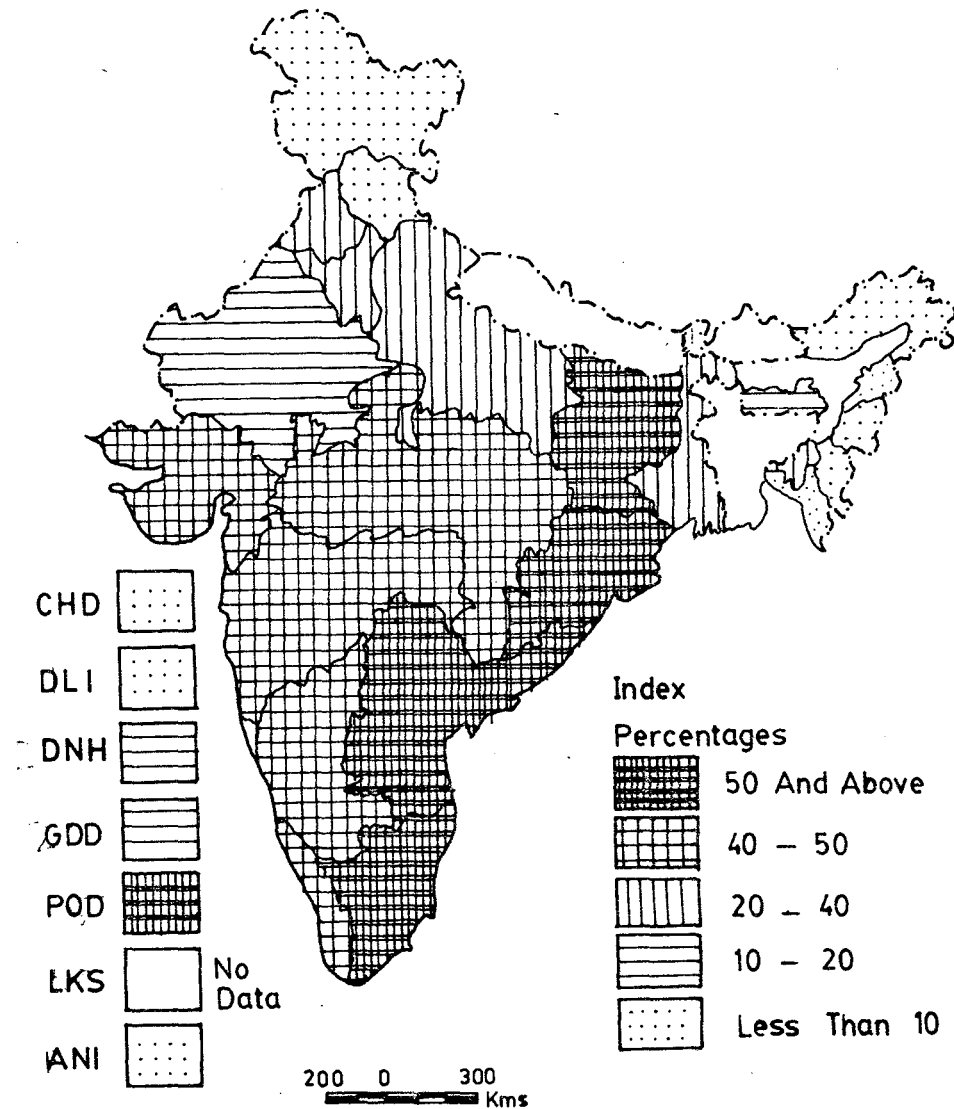 CHD
DLI
DNH
GDD
POD
LKS
No
Data
ANI
Index
Percentages
50 And Above
40 – 50
20 – 40
10 – 20
Less Than 10
200 0 300
Kms